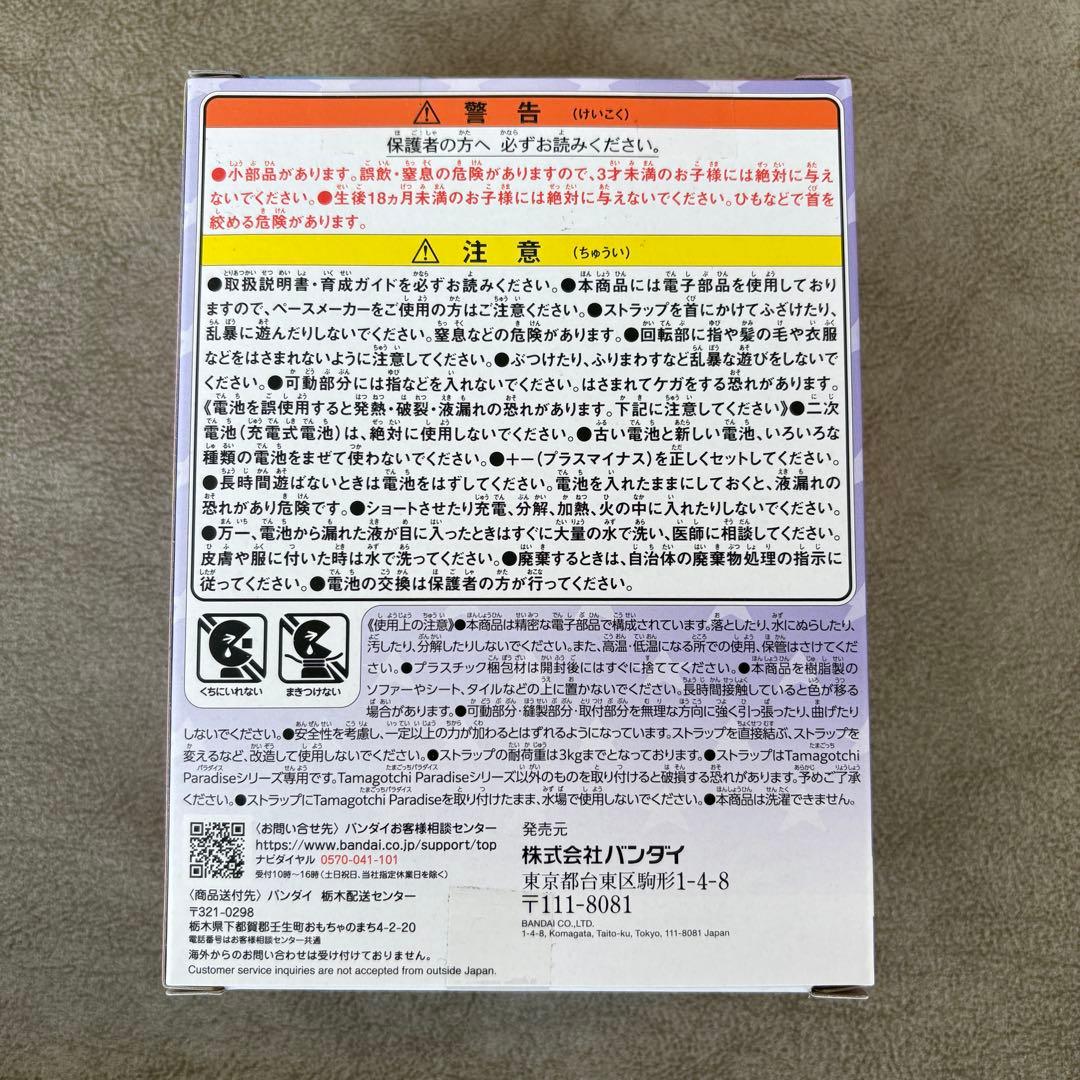 警告 (けいこく)
保護者の方へ 必ずお読みください。
●小部品があります。誤飲・窒息の危険がありますので、3才未満のお子様には絶対に与え
ないでください。●生後18ヵ月未満のお子様には絶対に与えないでください。ひもなどで首を
絞める危険があります。
注意 (ちゅうい)
●取扱説明書・育成ガイドを必ずお読みください。●本商品には電子部品を使用しており
ますので、ペースメーカーをご使用の方はご注意ください。●ストラップを首にかけてふざけたり、
乱暴に遊んだりしないでください。窒息などの危険があります。●回転部に指や髪の毛や衣服
などをはさまれないように注意してください。●ぶつけたり、ふりまわすなど乱暴な遊びをしないで
ください。●可動部分には指などを入れないでください。はさまれてケガをする恐れがあります。
《電池を誤使用すると発熱・破裂・液漏れの恐れがあります。下記に注意してください》●二次
電池(充電式電池)は、絶対に使用しないでください。●古い電池と新しい電池、いろいろな
種類の電池をまぜて使わないでください。●+−(プラスマイナス)を正しくセットしてください。
●長時間遊ばないときは電池をはずしてください。電池を入れたままにしておくと、液漏れの
恐れがあり危険です。●ショートさせたり充電、分解、加熱、火の中に入れたりしないでください。
●万一、電池から漏れた液が目に入ったときはすぐに大量の水で洗い、医師に相談してください。
皮膚や服に付いた時は水で洗ってください。●廃棄するときは、自治体の廃棄物処理の指示に
従ってください。●電池の交換は保護者の方が行ってください。
くちにいれない
まきつけない
《使用上の注意》●本商品は精密な電子部品で構成されています。落としたり、水にぬらしたり、
汚したり、分解したりしないでください。また、高温・低温になる所での使用、保管はさけてくださ
い。●プラスチック梱包材は開封後にはすぐに捨ててください。●本商品を樹脂製の
ソファーやシート、タイルなどの上に置かないでください。長時間接触していると色が移る
場合があります。●可動部分・縫製部分・取付部分を無理な方向に強く引っ張ったり、曲げたり
しないでください。●安全性を考慮し、一定以上の力が加わるとはずれるようになっています。ストラップを直接結ぶ、ストラップを
変えるなど、改造して使用しないでください。●ストラップの耐荷重は3kgまでとなっております。●ストラップはTamagotchi
Paradiseシリーズ専用です。Tamagotchi Paradiseシリーズ以外のものを取り付けると破損する恐れがあります。予めご了承
ください。●ストラップにTamagotchi Paradiseを取り付けたまま、水場で使用しないでください。●本商品は洗濯できません。
〈お問い合せ先〉バンダイお客様相談センター
https://www.bandai.co.jp/support/top
ナビダイヤル 0570-041-101
受付10時〜16時(土日祝日、当社指定休業日を除く)
〈商品送付先〉バンダイ 栃木配送センター
〒321-0298
栃木県下都賀郡壬生町おもちゃのまち4-2-20
電話番号はお客様相談センター共通
海外からのお問い合わせは受け付けておりません。
Customer service inquiries are not accepted from outside Japan.
発売元
株式会社バンダイ
東京都台東区駒形1-4-8
〒111-8081
BANDAI CO.,LTD.
1-4-8, Komagata, Taito-ku, Tokyo, 111-8081 Japan